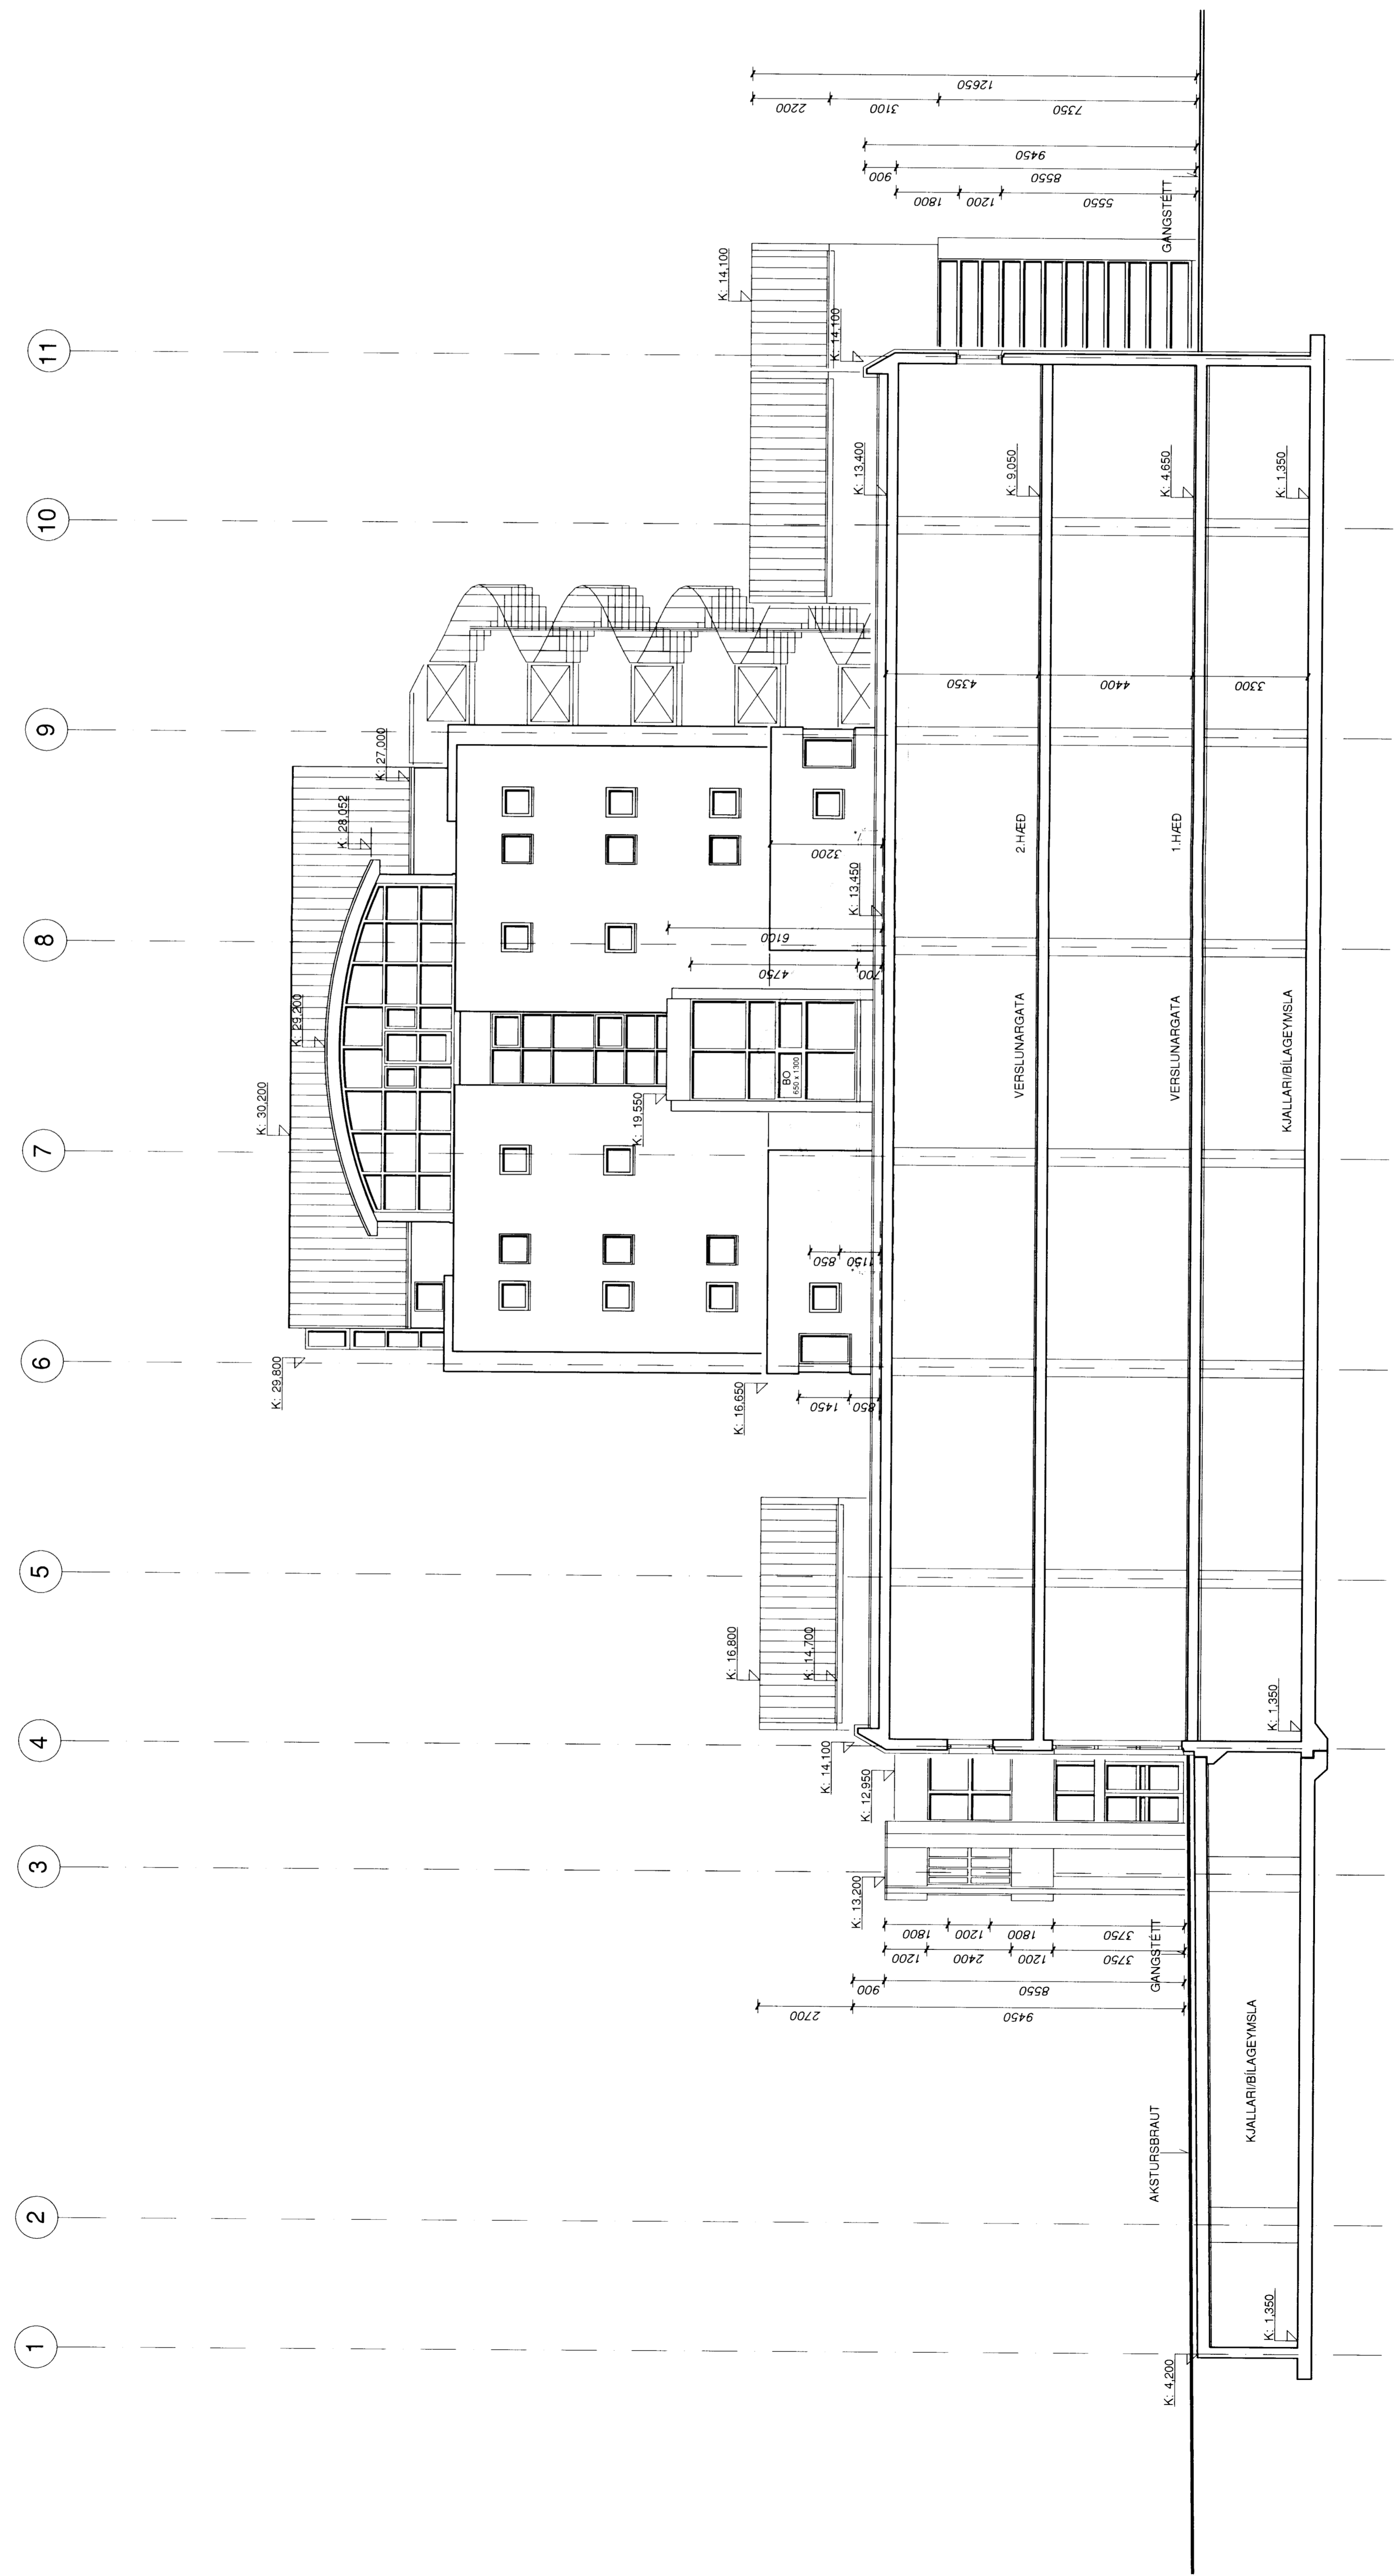 1
2
3
4
5
6
7
8
9
10
11
K: 30,200
K: 29,200
K: 28,052
K: 27,000
K: 29,800
K: 19,550
BO
650 x 1300
4750
700
6100
3200
K: 13,450
850
1150
K: 16,650
1450
850
K: 16,800
K: 14,700
K: 14,100
K: 12,950
K: 13,200
1800
1200
1800
3750
1200
2400
1200
3750
900
8550
2700
9450
GANGSTÉTT
AKSTURSBRAUT
K: 4,200
K: 1,350
KJALLARI/BÍLAGEYMSLA
K: 1,350
VERSLUNARGATA
2.HÆÐ
VERSLUNARGATA
1.HÆÐ
KJALLARI/BÍLAGEYMSLA
4350
4400
3300
K: 13,400
K: 9,050
K: 4,650
K: 1,350
K: 14,100
K: 14,100
GANGSTÉTT
1800
1200
5550
900
8550
9450
2200
3100
7350
12650